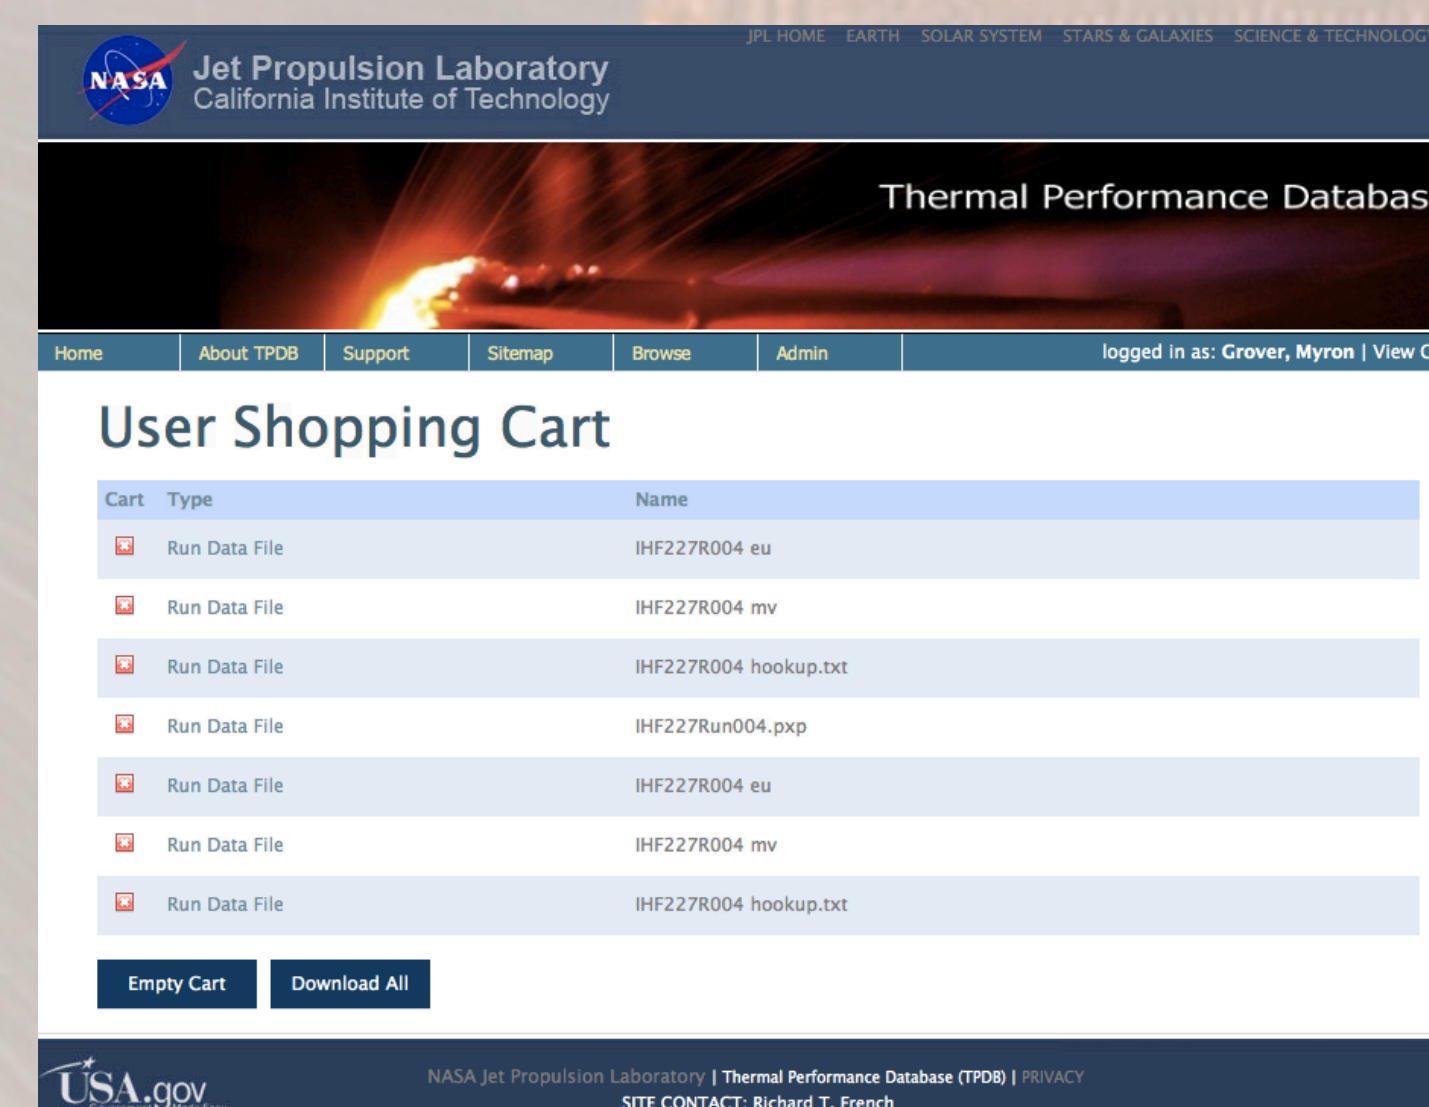 JPL HOME EARTH SOLAR SYSTEM STARS & GALAXIES SCIENCE & TECHNOLOGY
NASA
Jet Propulsion Laboratory
California Institute of Technology
Thermal Performance Databas
Home About TPDB Support Sitemap Browse Admin logged in as: Grover, Myron | View C
User Shopping Cart
Cart Type Name
Run Data File IHF227R004 eu
Run Data File IHF227R004 mv
Run Data File IHF227R004 hookup.txt
Run Data File IHF227Run004.pxp
Run Data File IHF227R004 eu
Run Data File IHF227R004 mv
Run Data File IHF227R004 hookup.txt
Empty Cart Download All
USA.gov
NASA Jet Propulsion Laboratory | Thermal Performance Database (TPDB) | PRIVACY
SITE CONTACT: Richard T. French